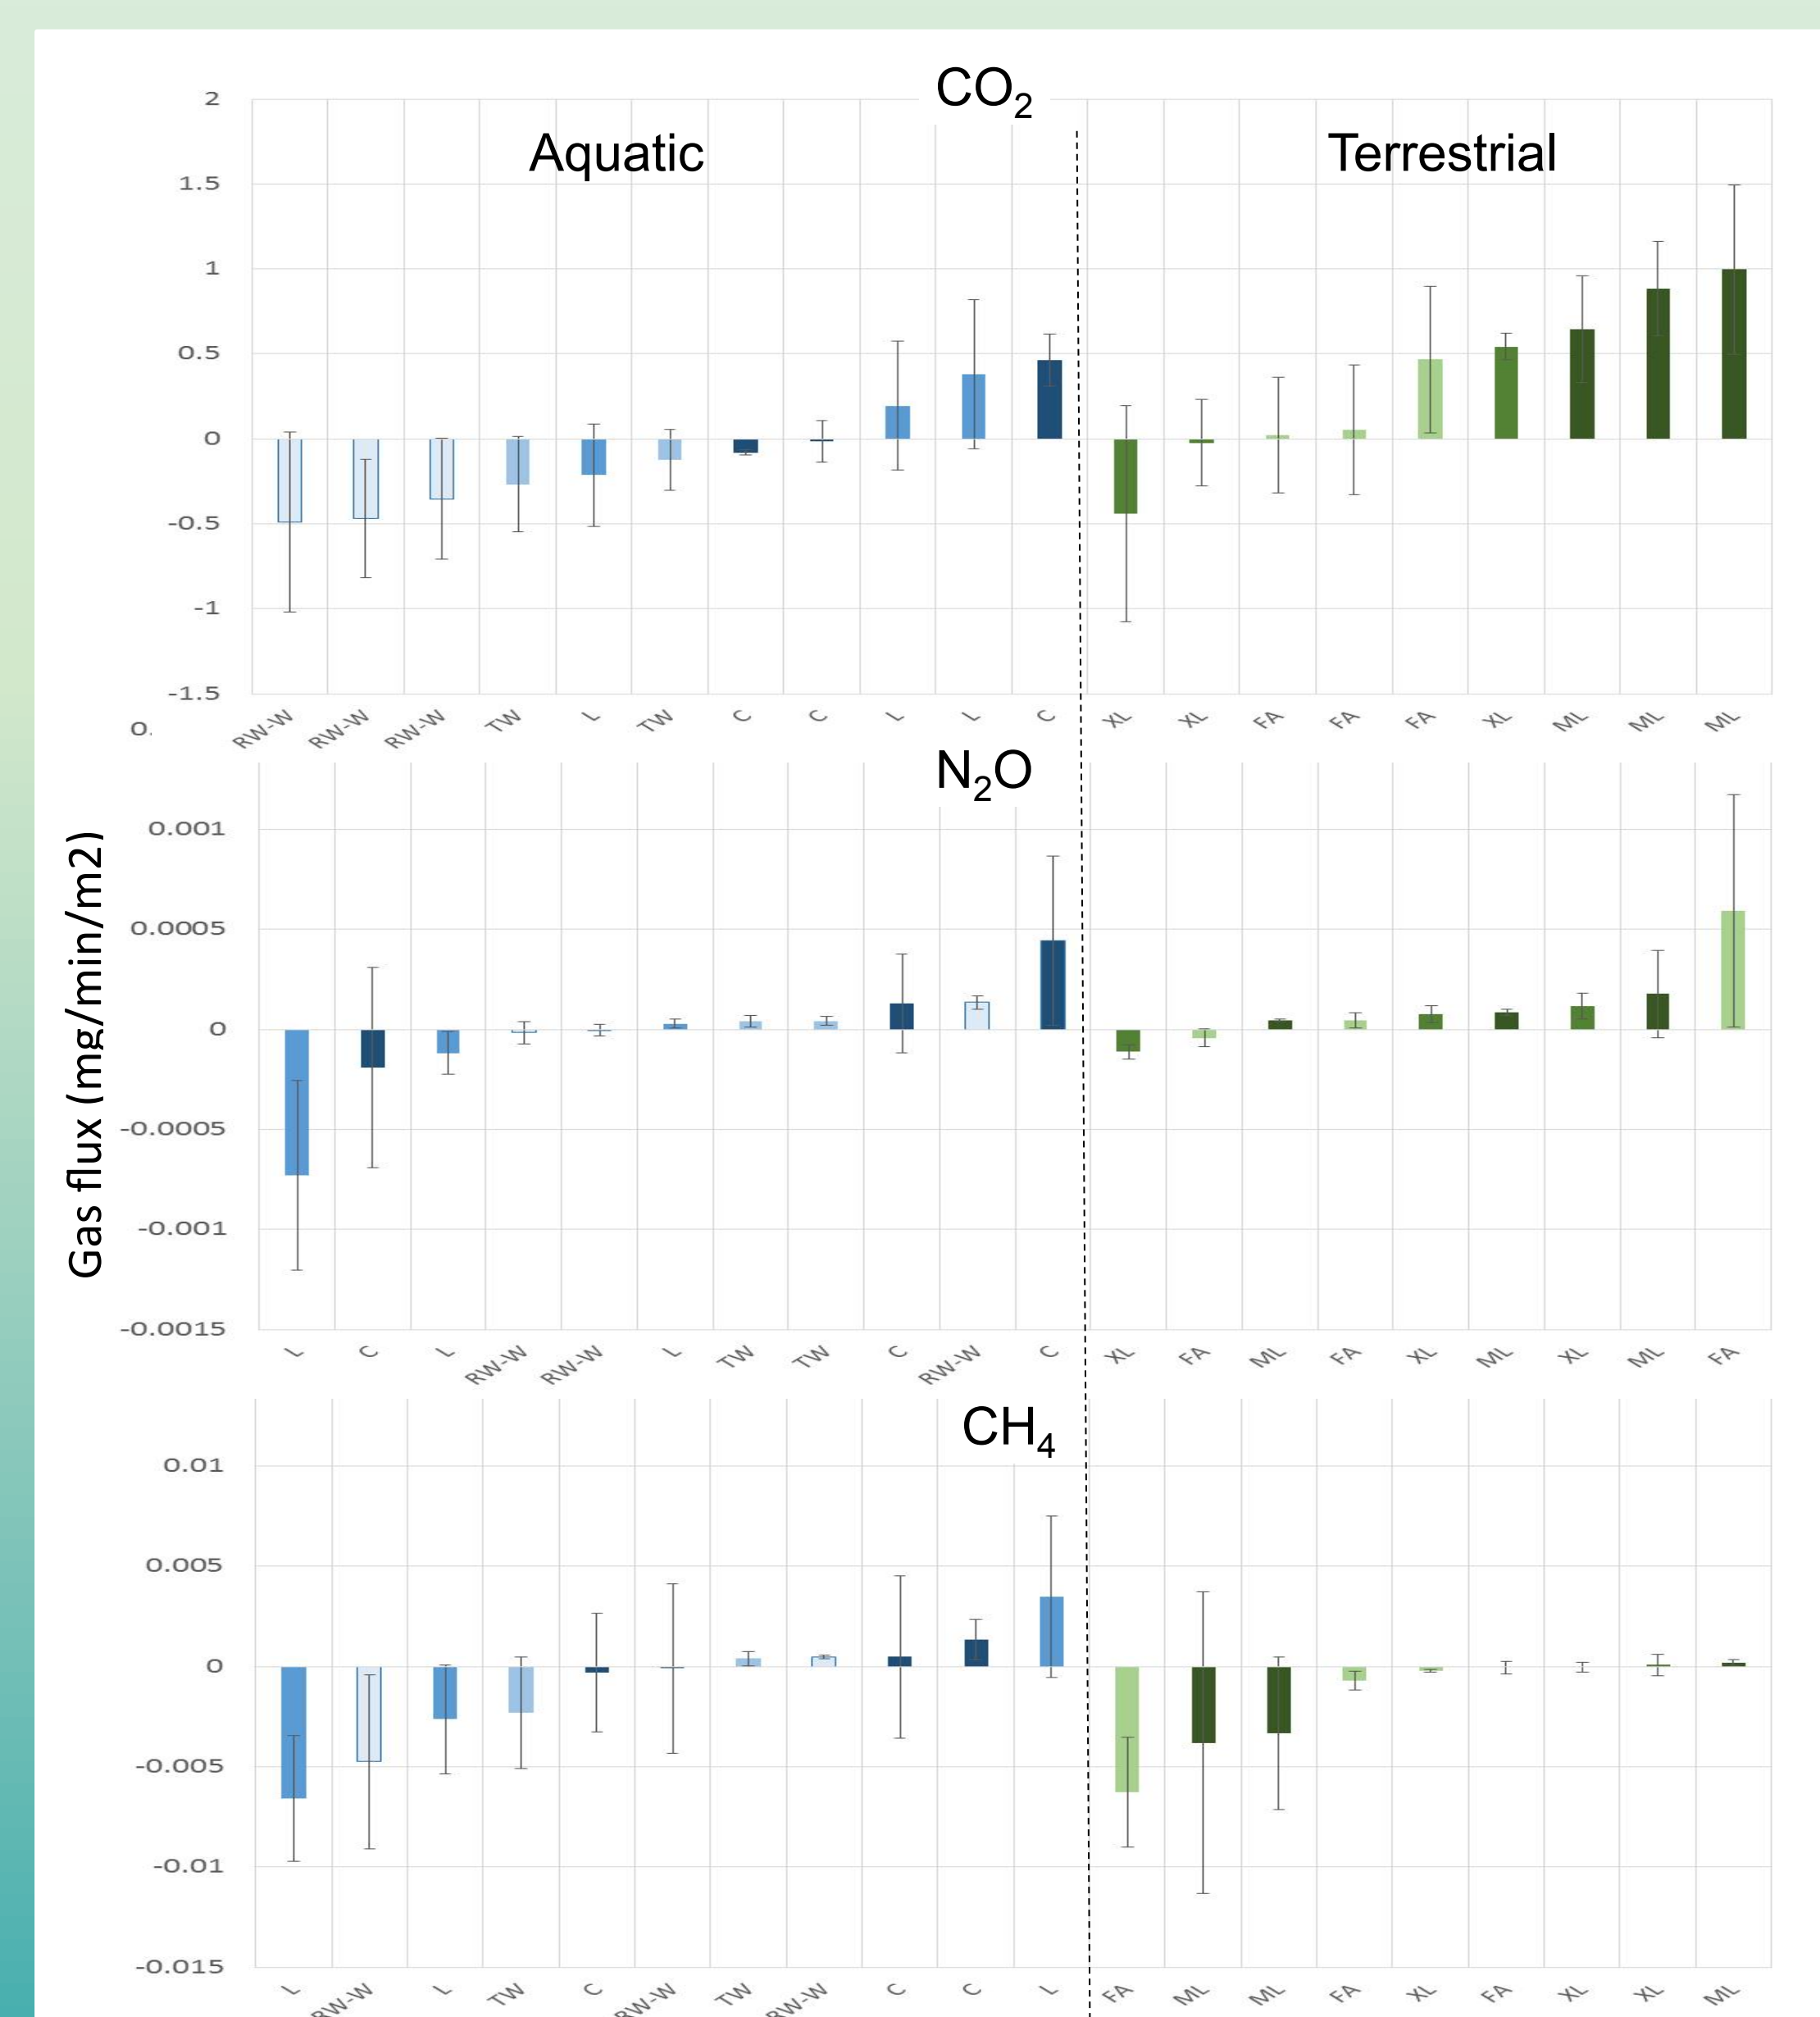 CO2
Aquatic
Terrestrial
2
1.5
1
0.5
0
-0.5
-1
-1.5
RW-W RW-W RW-W TW L TW C C L L C XL XL FA FA FA XL ML ML ML
0.
N2O
Gas flux (mg/min/m2)
0.001
0.0005
0
-0.0005
-0.001
-0.0015
L C L RW-W RW-W L TW TW C RW-W C XL FA ML FA XL ML XL ML FA
CH4
0.01
0.005
0
-0.005
-0.01
-0.015
L RW-W L TW C RW-W TW RW-W C C L FA ML ML FA XL FA XL XL ML